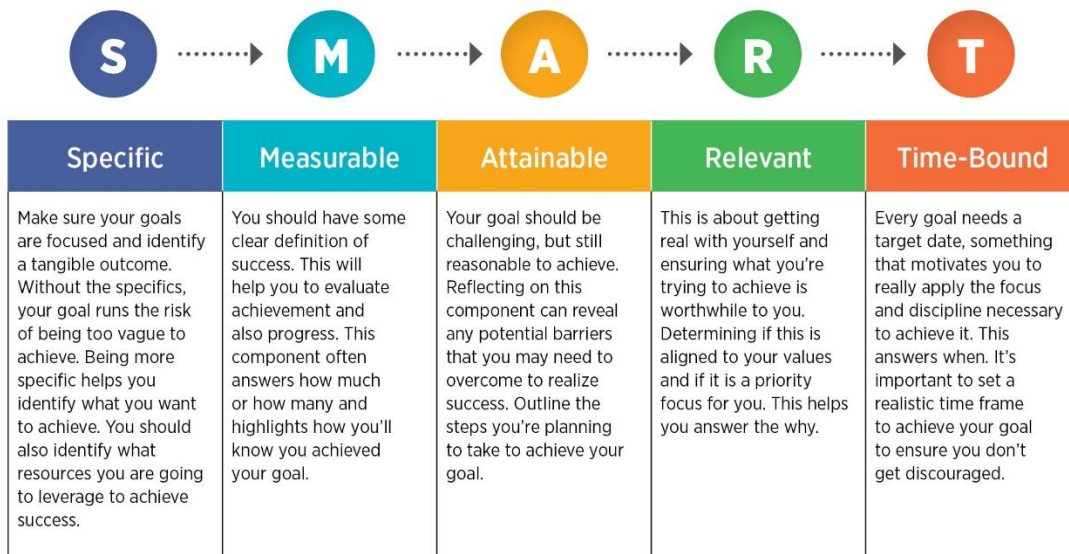 S
M
A
R
T
Specific
Measurable
Attainable
Relevant
Time-Bound
Make sure your goals
are focused and identify
a tangible outcome.
Without the specifics,
your goal runs the risk
of being too vague to
achieve. Being more
specific helps you
identify what you want
to achieve. You should
also identify what
resources you are going
to leverage to achieve
success.
You should have some
clear definition of
success. This will
help you to evaluate
achievement and
also progress. This
component often
answers how much
or how many and
highlights how you’ll
know you achieved
your goal.
Your goal should be
challenging, but still
reasonable to achieve.
Reflecting on this
component can reveal
any potential barriers
that you may need to
overcome to realize
success. Outline the
steps you’re planning
to take to achieve your
goal.
This is about getting
real with yourself and
ensuring what you’re
trying to achieve is
worthwhile to you.
Determining if this is
aligned to your values
and if it is a priority
focus for you. This helps
you answer the why.
Every goal needs a
target date, something
that motivates you to
really apply the focus
and discipline necessary
to achieve it. This
answers when. It’s
important to set a
realistic time frame
to achieve your goal
to ensure you don’t
get discouraged.